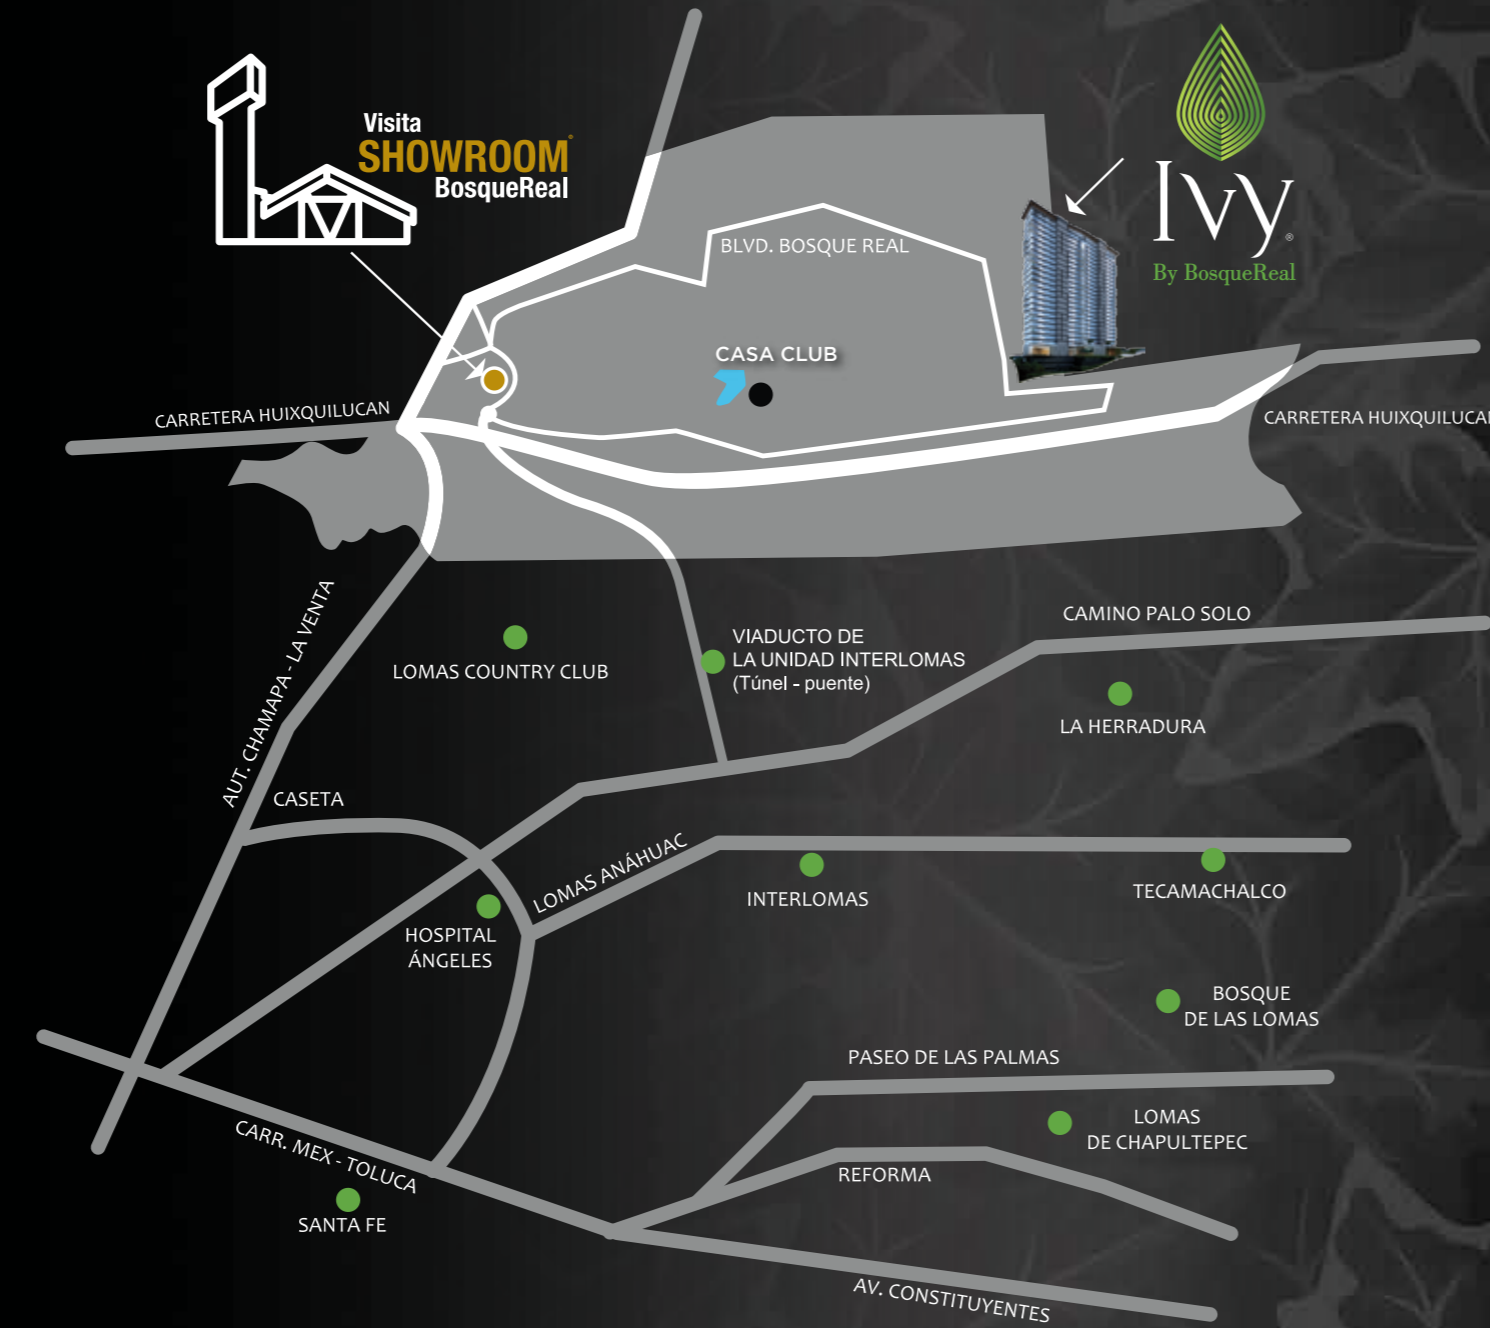 Visita
SHOWROOM
BosqueReal
Ivy®
By BosqueReal
BLVD. BOSQUE REAL
CASA CLUB
CARRETERA HUIXQUILUCAN
CARRETERA HUIXQUILUCAN
AUT. CHAMAPA - LA VENTA
LOMAS COUNTRY CLUB
VIADUCTO DE
LA UNIDAD INTERLOMAS
(Túnel - puente)
CAMINO PALO SOLO
LA HERRADURA
CASETA
LOMAS ANÁHUAC
INTERLOMAS
TECAMACHALCO
HOSPITAL
ÁNGELES
BOSQUE
DE LAS LOMAS
PASEO DE LAS PALMAS
LOMAS
DE CHAPULTEPEC
CARR. MEX - TOLUCA
REFORMA
SANTA FE
AV. CONSTITUYENTES